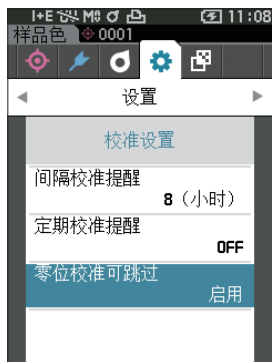 I+E M0 11:08
样品色 0001
设置
校准设置
间隔校准提醒
8（小时）
定期校准提醒
OFF
零位校准可跳过
启用